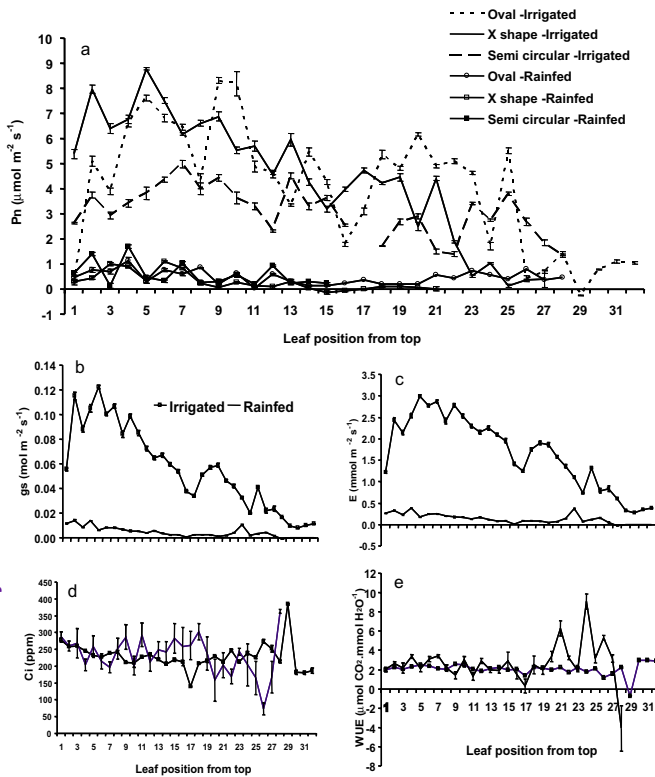 Oval -Irrigated
X shape -Irrigated
Semi circular -Irrigated
Oval -Rainfed
X shape -Rainfed
Semi circular -Rainfed
a
Pn (μmol m⁻² s⁻¹)
10
9
8
7
6
5
4
3
2
1
0
-1
1 3 5 7 9 11 13 15 17 19 21 23 25 27 29 31
Leaf position from top
b
Irrigated Rainfed
gs (mol m⁻² s⁻¹)
0.14
0.12
0.10
0.08
0.06
0.04
0.02
0.00
c
E (mmol m⁻² s⁻¹)
3.5
3.0
2.5
2.0
1.5
1.0
0.5
0.0
-0.5
d
Ci (ppm)
450
400
350
300
250
200
150
100
50
0
1 3 5 7 9 11 13 15 17 19 21 23 25 27 29 31
Leaf position from top
e
WUE (μmol CO2 .mmol H2O⁻¹)
12
10
8
6
4
2
0
-2
-4
-6
-8
1 3 5 7 9 11 13 15 17 19 21 23 25 27 29 31
Leaf position from top